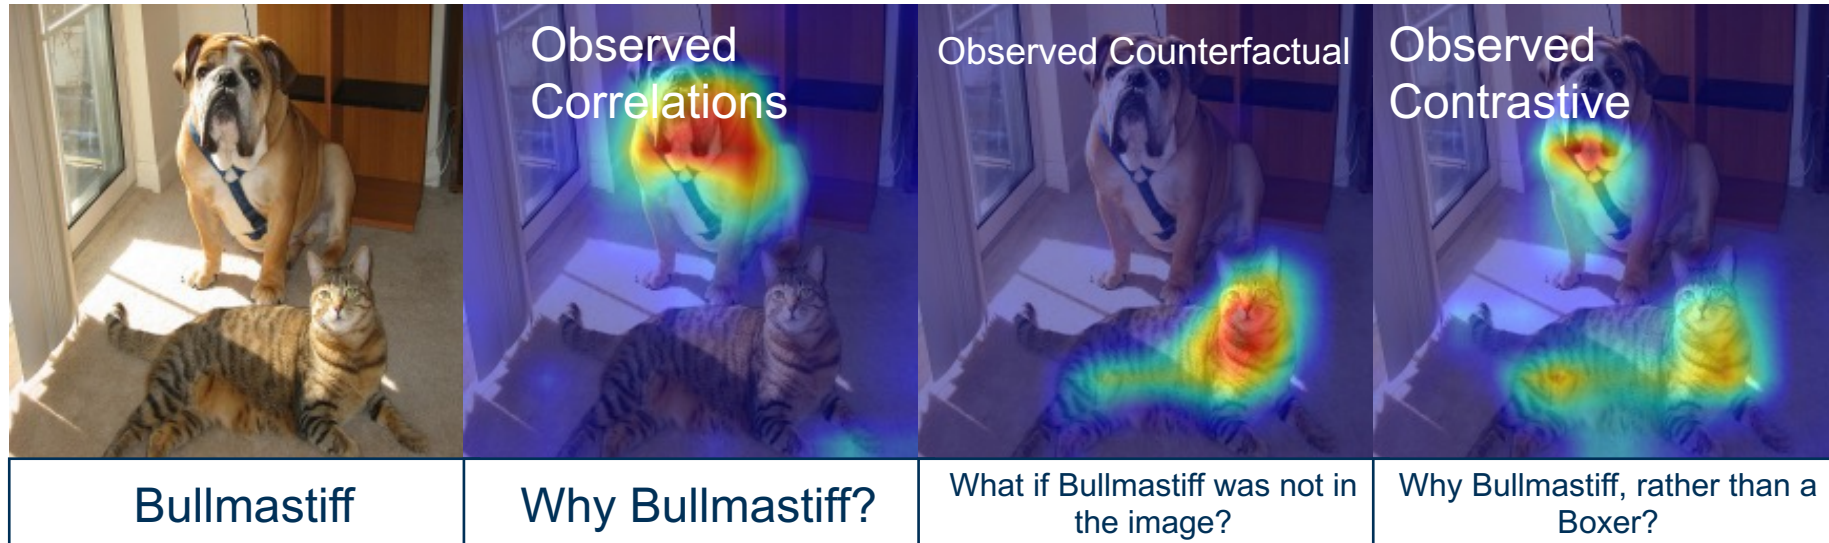 Observed
Correlations
Observed Counterfactual
Observed
Contrastive
Bullmastiff
Why Bullmastiff?
What if Bullmastiff was not in
the image?
Why Bullmastiff, rather than a
Boxer?